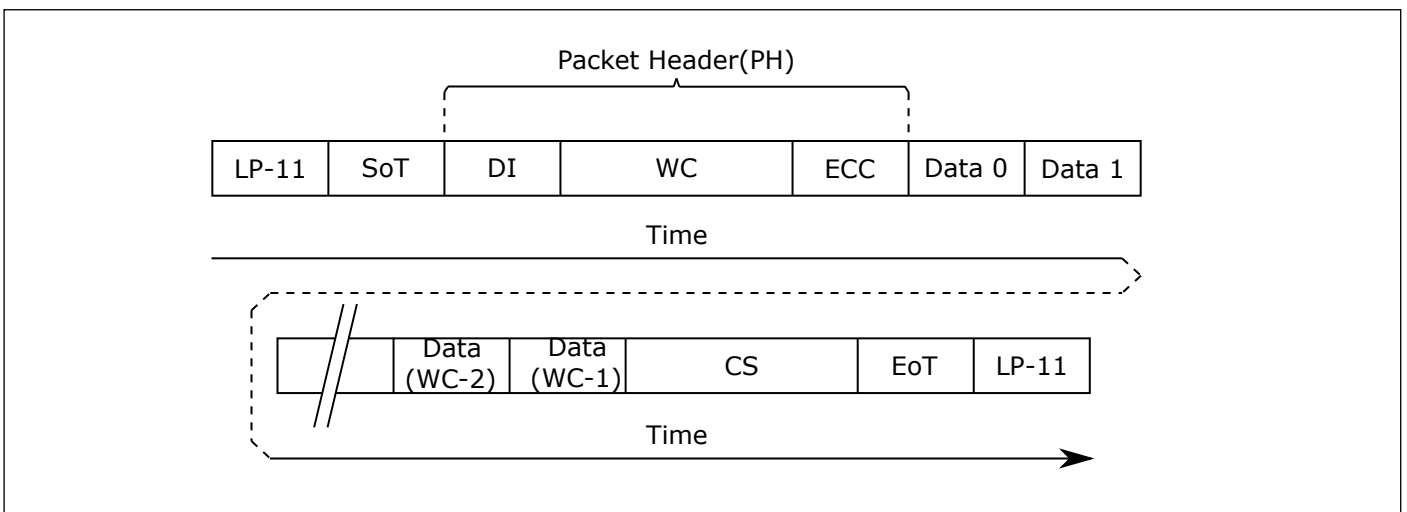 Packet Header(PH)
LP-11 SoT DI WC ECC Data 0 Data 1
Time
Data Data
(WC-2) (WC-1) CS EoT LP-11
Time